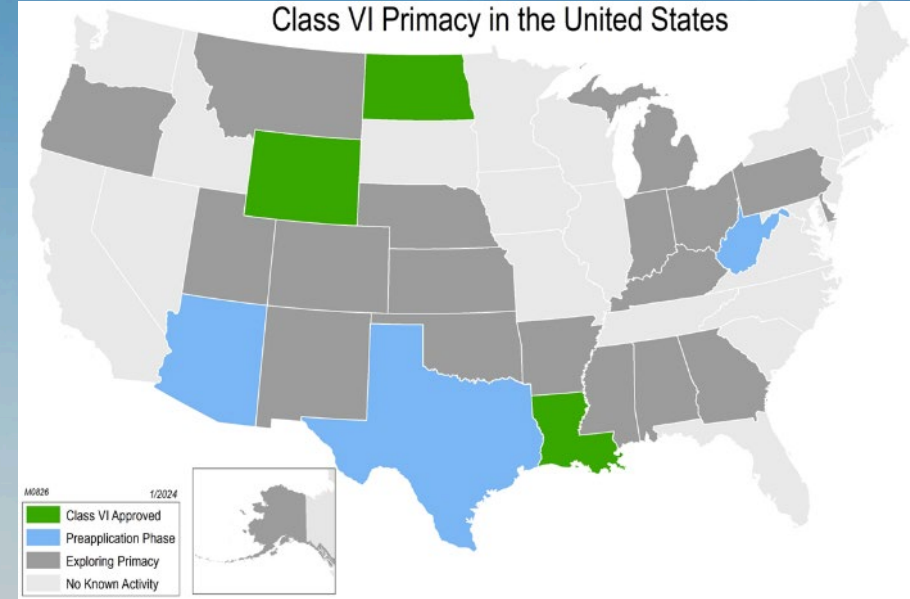 Class VI Primacy in the United States
M0826 1/2024
Class VI Approved
Preapplication Phase
Exploring Primacy
No Known Activity